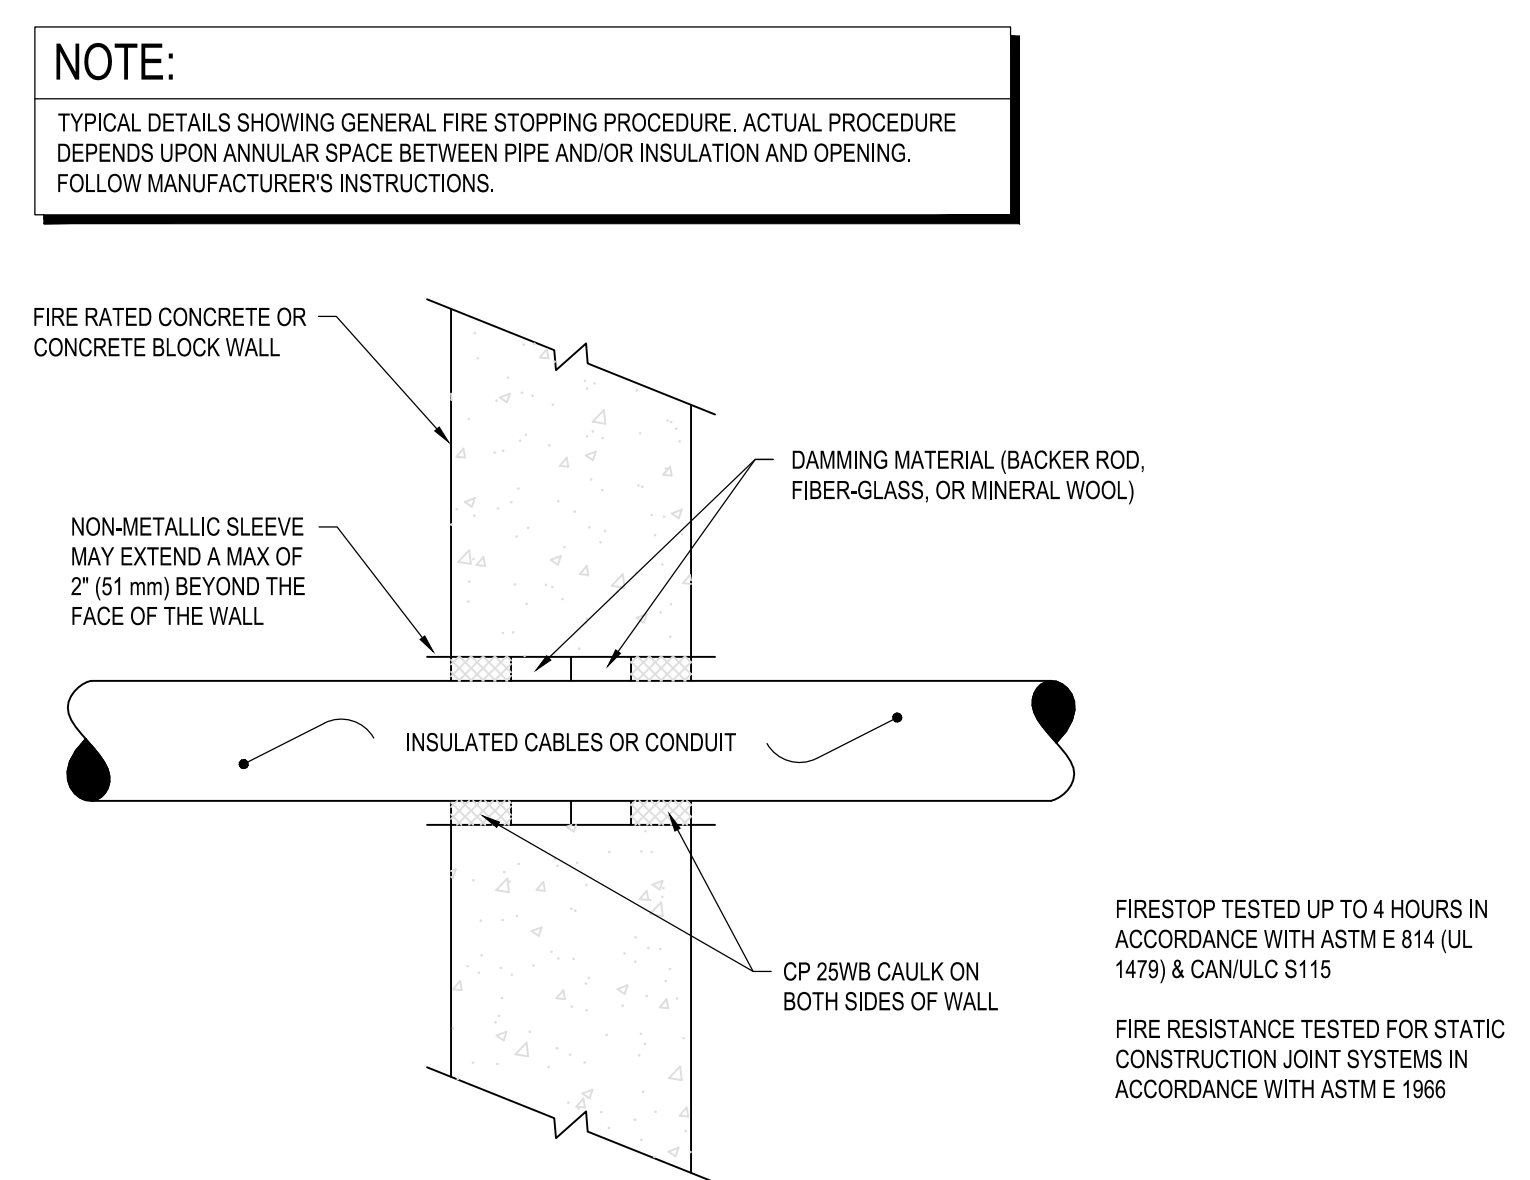 NOTE:
TYPICAL DETAILS SHOWING GENERAL FIRE STOPPING PROCEDURE. ACTUAL PROCEDURE
DEPENDS UPON ANNULAR SPACE BETWEEN PIPE AND/OR INSULATION AND OPENING.
FOLLOW MANUFACTURER'S INSTRUCTIONS.
FIRE RATED CONCRETE OR
CONCRETE BLOCK WALL
DAMMING MATERIAL (BACKER ROD,
FIBER-GLASS, OR MINERAL WOOL)
NON-METALLIC SLEEVE
MAY EXTEND A MAX OF
2" (51 mm) BEYOND THE
FACE OF THE WALL
INSULATED CABLES OR CONDUIT
CP 25WB CAULK ON
BOTH SIDES OF WALL
FIRESTOP TESTED UP TO 4 HOURS IN
ACCORDANCE WITH ASTM E 814 (UL
1479) & CAN/ULC S115
FIRE RESISTANCE TESTED FOR STATIC
CONSTRUCTION JOINT SYSTEMS IN
ACCORDANCE WITH ASTM E 1966